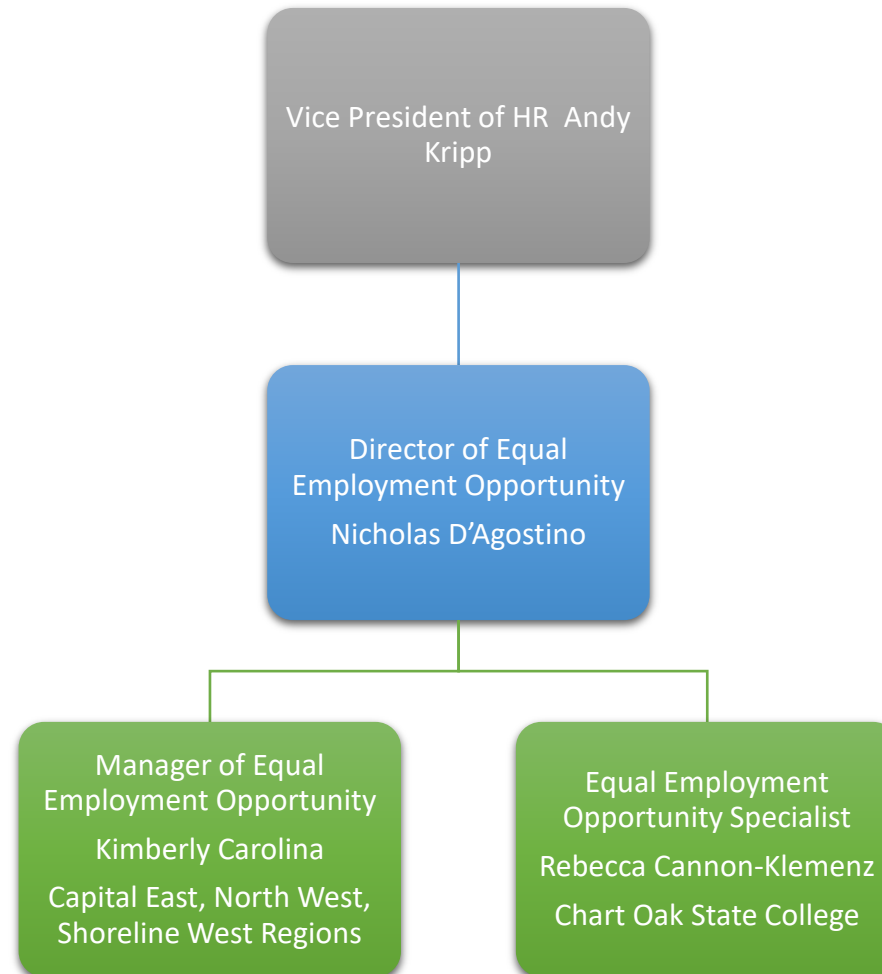 Vice President of HR  Andy
Kripp
Director of Equal
Employment Opportunity
Nicholas D’Agostino
Manager of Equal
Employment Opportunity
Kimberly Carolina
Capital East, North West,
Shoreline West Regions
Equal Employment
Opportunity Specialist
Rebecca Cannon-Klemenz
Chart Oak State College